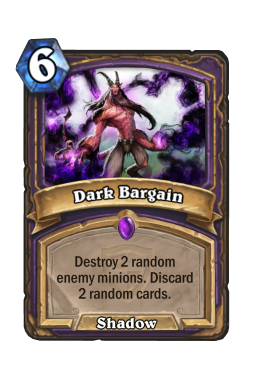 6
Dark Bargain
Destroy 2 random
enemy minions. Discard
2 random cards.
Shadow